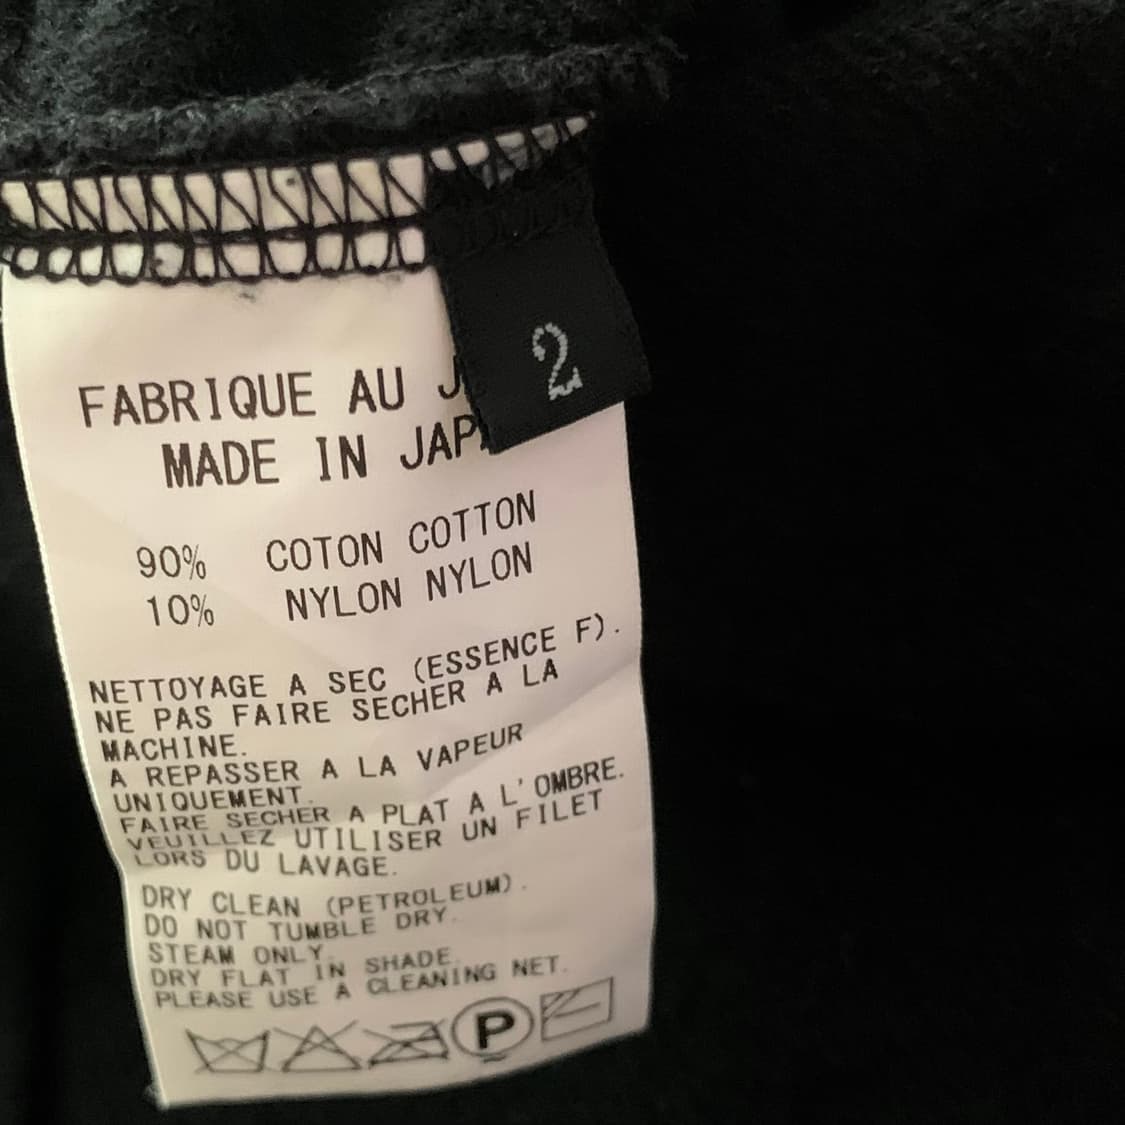 2
FABRIQUE AU J
MADE IN JAP
90% COTON COTTON
10% NYLON NYLON
NETTOYAGE A SEC (ESSENCE F).
NE PAS FAIRE SECHER A LA
MACHINE.
A REPASSER A LA VAPEUR
UNIQUEMENT.
FAIRE SECHER A PLAT A L'OMBRE.
VEUILLEZ UTILISER UN FILET
LORS DU LAVAGE.
DRY CLEAN (PETROLEUM).
DO NOT TUMBLE DRY.
STEAM ONLY.
DRY FLAT IN SHADE.
PLEASE USE A CLEANING NET.
P